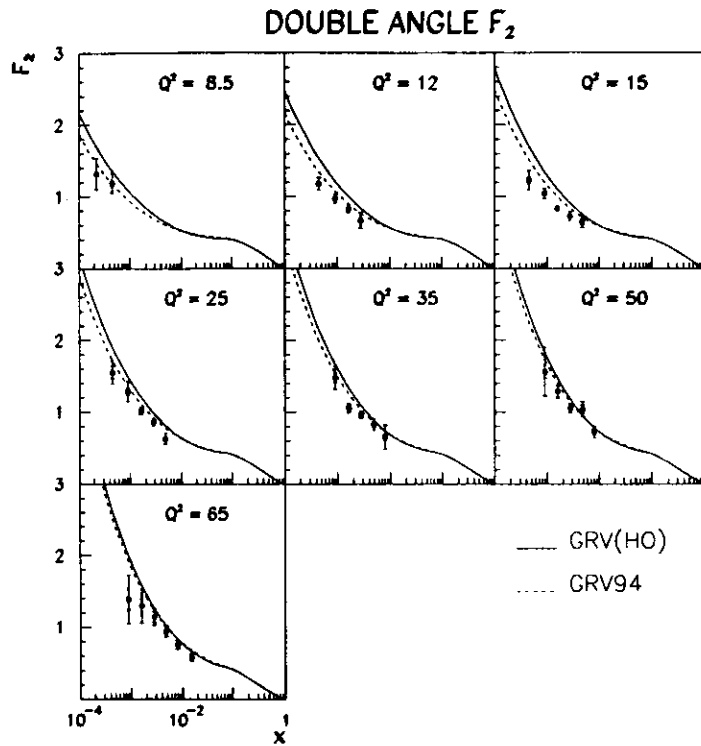 DOUBLE ANGLE F₂
F₂
3
2
1
Q² = 8.5
Q² = 12
Q² = 15
3
2
1
Q² = 25
Q² = 35
Q² = 50
3
2
1
Q² = 65
GRV(HO)
GRV94
10⁻⁴
10⁻²
1
x